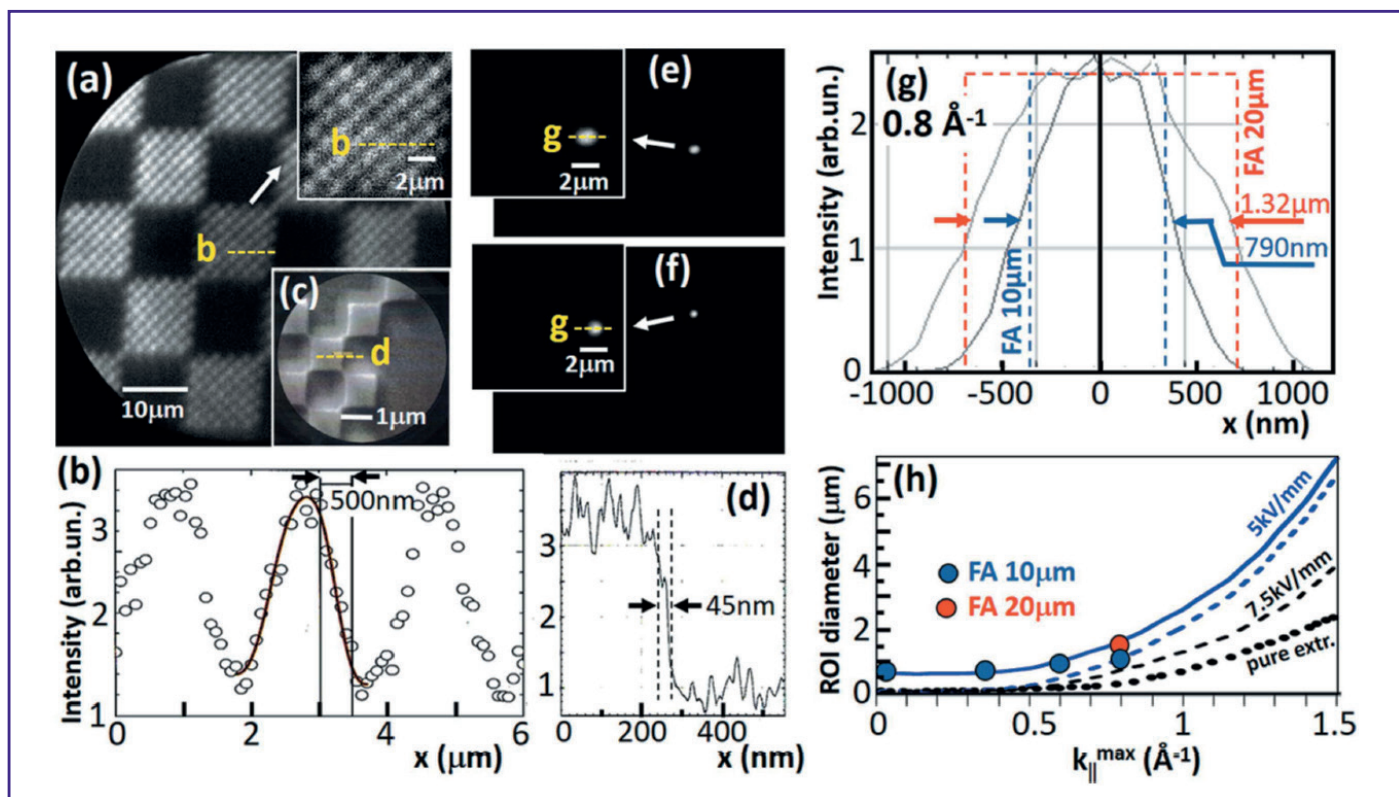 (a)
b
2μm
b
(c)
d
1μm
10μm
(e)
g
2μm
(f)
g
2μm
(g)
0.8 Å-1
Intensity (arb.un.)
2
1
0
-1000 -500 0 500 1000
x (nm)
FA 10μm
FA 20μm
1.32μm
790nm
(b)
500nm
Intensity (arb.un.)
3
2
1
0 2 4 6
x (μm)
(d)
45nm
3
2
1
0 200 400
x (nm)
(h)
ROI diameter (μm)
6
4
2
0
FA 10μm
FA 20μm
5kV/mm
7.5kV/mm
pure extr.
0 0.5 1 1.5
k||max (Å-1)